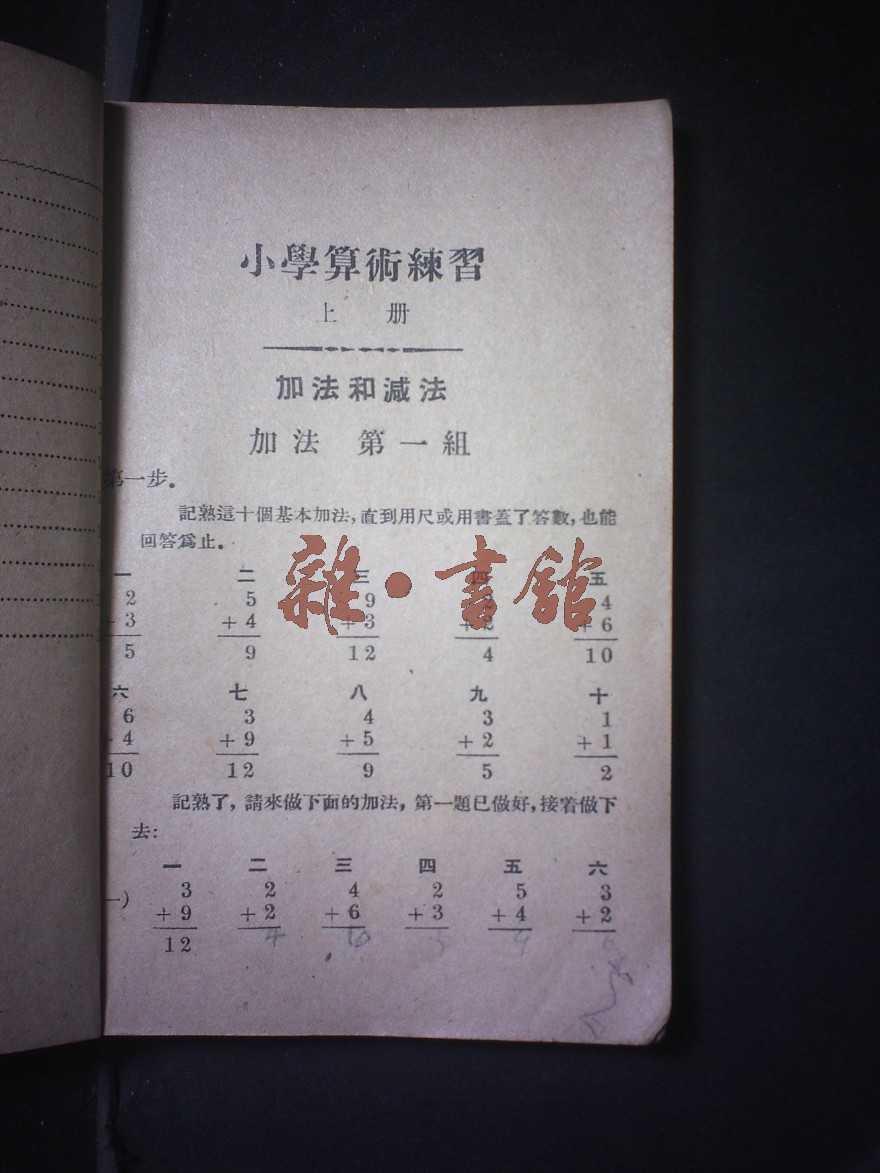 小學算術練習
上 册
加法和減法
加法 第一組
第一步。
記熟這十個基本加法,直到用尺或用書蓋了答數,也能
回答爲止。
雜·書館
一 二 三 四 五
2 5 9 2 4
+3 +4 +3 +2 +6
5 9 12 4 10
六 七 八 九 十
6 3 4 3 1
+4 +9 +5 +2 +1
10 12 9 5 2
記熟了,請來做下面的加法,第一題已做好,接着做下
去:
一 二 三 四 五 六
一) 3 2 4 2 5 3
+9 +2 +6 +3 +4 +2
12 4 10 5 9